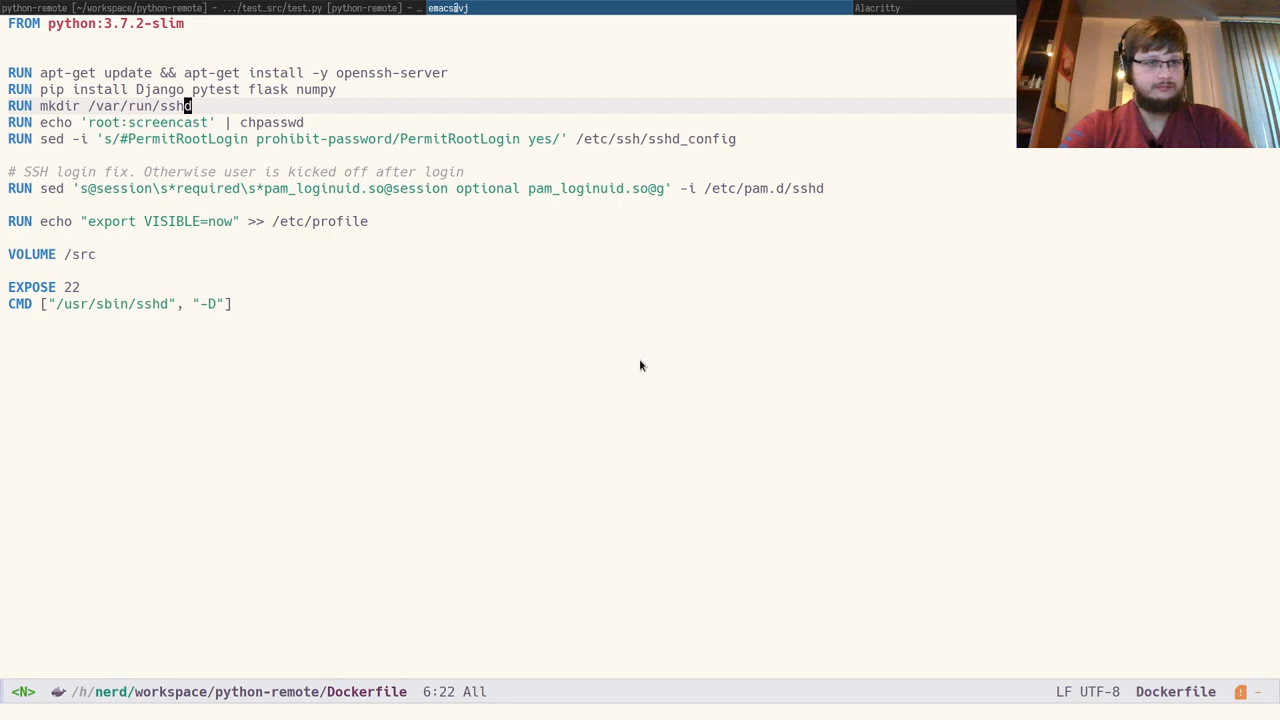 python-remote [~/workspace/python-remote] – .../test_src/test.py [python-remote] – … emacs@vj Alacritty
FROM python:3.7.2-slim
RUN apt-get update && apt-get install -y openssh-server
RUN pip install Django pytest flask numpy
RUN mkdir /var/run/sshd
RUN echo 'root:screencast' | chpasswd
RUN sed -i 's/#PermitRootLogin prohibit-password/PermitRootLogin yes/' /etc/ssh/sshd_config
# SSH login fix. Otherwise user is kicked off after login
RUN sed 's@session\s*required\s*pam_loginuid.so@session optional pam_loginuid.so@g' -i /etc/pam.d/sshd
RUN echo "export VISIBLE=now" >> /etc/profile
VOLUME /src
EXPOSE 22
CMD ["/usr/sbin/sshd", "-D"]
<N> /h/nerd/workspace/python-remote/Dockerfile 6:22 All LF UTF-8 Dockerfile –